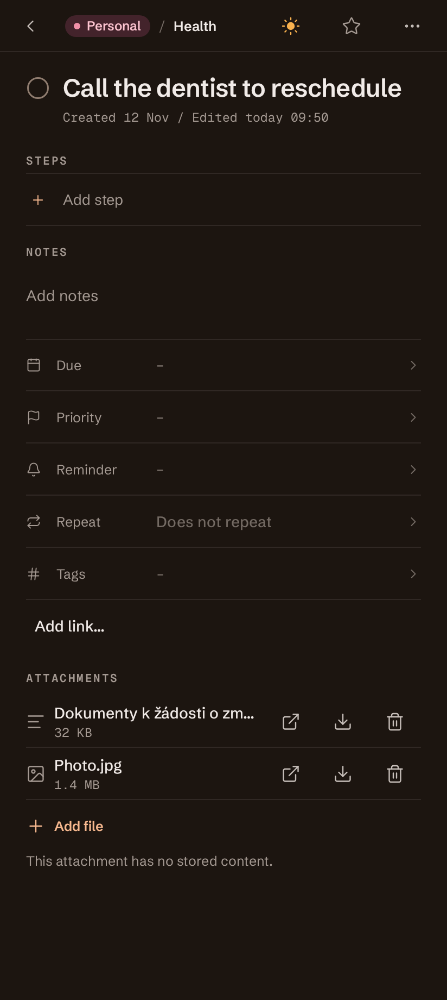 Personal / Health
Call the dentist to reschedule
Created 12 Nov / Edited today 09:50
STEPS
+ Add step
NOTES
Add notes
Due –
Priority –
Reminder –
Repeat Does not repeat
Tags –
Add link…
ATTACHMENTS
Dokumenty k žádosti o zm…
32 KB
Photo.jpg
1.4 MB
+ Add file
This attachment has no stored content.